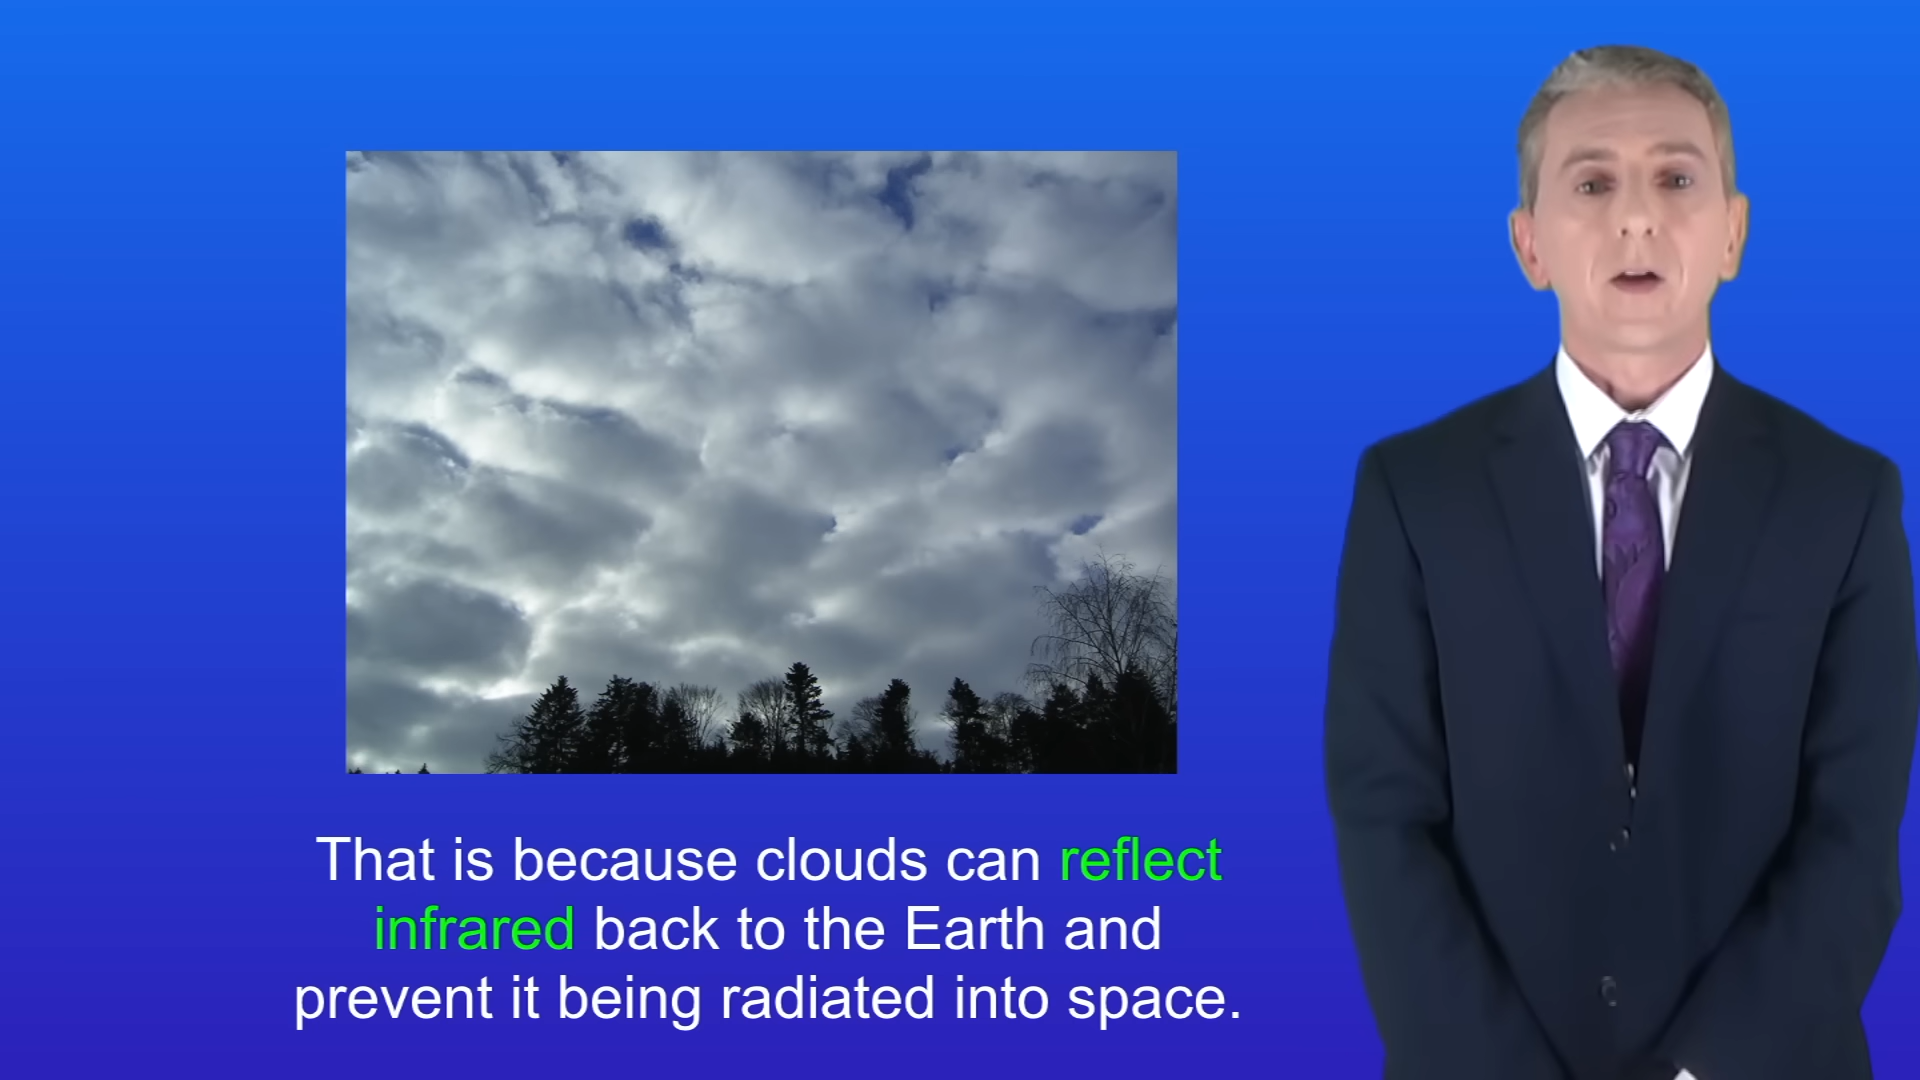 That is because clouds can reflect
infrared back to the Earth and
prevent it being radiated into space.